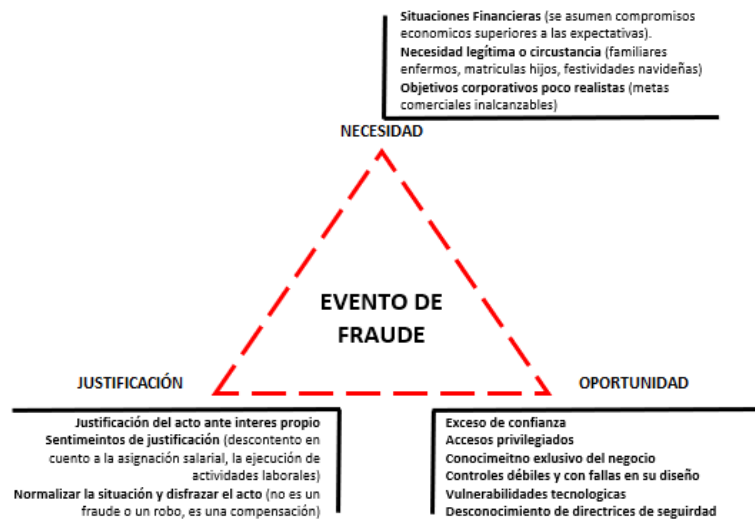 Situaciones Financieras (se asumen compromisos
economicos superiores a las expectativas).
Necesidad legítima o circustancia (familiares
enfermos, matriculas hijos, festividades navideñas)
Objetivos corporativos poco realistas (metas
comerciales inalcanzables)
NECESIDAD
EVENTO DE
FRAUDE
JUSTIFICACIÓN
Justificación del acto ante interes propio
Sentimeintos de justificación (descontento en
cuento a la asignación salarial, la ejecución de
actividades laborales)
Normalizar la situación y disfrazar el acto (no es un
fraude o un robo, es una compensación)
OPORTUNIDAD
Exceso de confianza
Accesos privilegiados
Conocimeitno exlusivo del negocio
Controles débiles y con fallas en su diseño
Vulnerabilidades tecnologicas
Desconocimiento de directrices de seguirdad